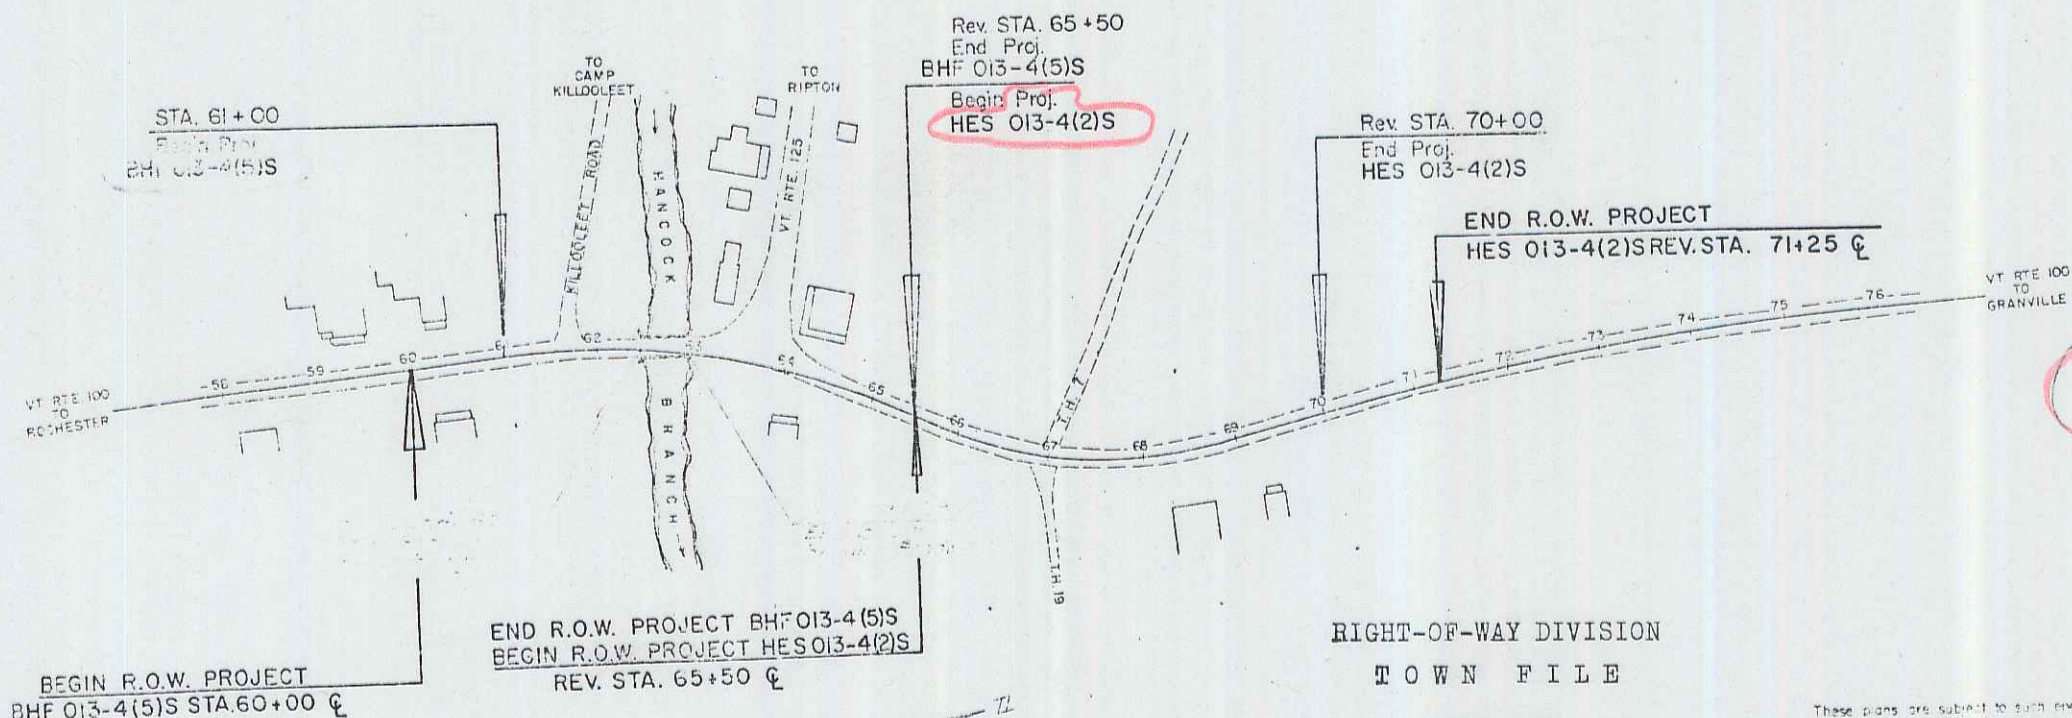 Rev. STA. 65+50
End Proj.
BHF 013-4(5)S
Begin Proj.
HES 013-4(2)S
TO
CAMP
KILLOOLEET
TO
RIPTON
STA. 61+00
Begin Proj.
BHF 013-4(5)S
Rev. STA. 70+00
End Proj.
HES 013-4(2)S
END R.O.W. PROJECT
HES 013-4(2)S REV. STA. 71+25 ℄
KILLOOLEET ROAD
HANCOCK
BRANCH
VT RTE. 125
VT RTE 100
TO
GRANVILLE
VT RTE 100
TO
ROCHESTER
58
59
60
61
62
63
64
65
66
67
68
69
70
71
72
73
74
75
76
T.H.
T.H. 19
END R.O.W. PROJECT BHF 013-4(5)S
BEGIN R.O.W. PROJECT HES 013-4(2)S
REV. STA. 65+50 ℄
BEGIN R.O.W. PROJECT
BHF 013-4(5)S STA. 60+00 ℄
RIGHT-OF-WAY DIVISION
TOWN FILE
These plans are subject to such